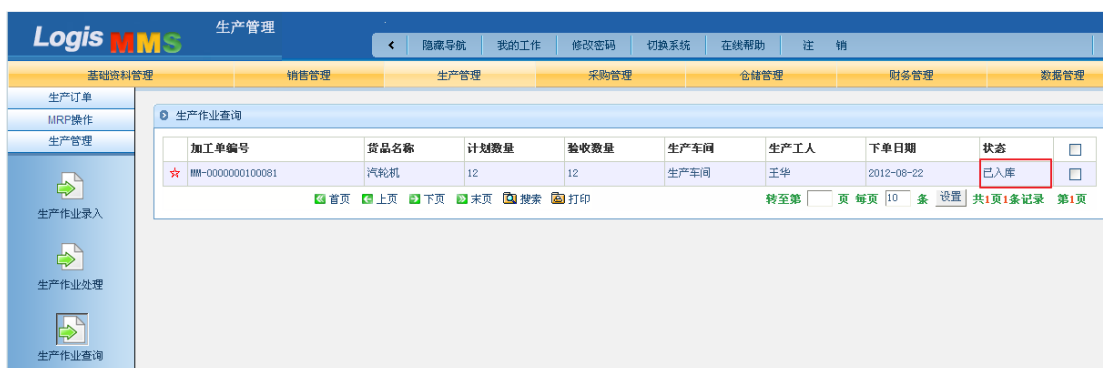 Logis MMS
生产管理
隐藏导航 我的工作 修改密码 切换系统 在线帮助 注 销
基础资料管理 销售管理 生产管理 采购管理 仓储管理 财务管理 数据管理
生产订单
MRP操作
生产管理
生产作业录入
生产作业处理
生产作业查询
生产作业查询
加工单编号 货品名称 计划数量 验收数量 生产车间 生产工人 下单日期 状态
MM-0000000100081 汽轮机 12 12 生产车间 王华 2012-08-22 已入库
首页 上页 下页 末页 搜索 打印 转至第 页 每页 10 条 设置 共1页1条记录 第1页